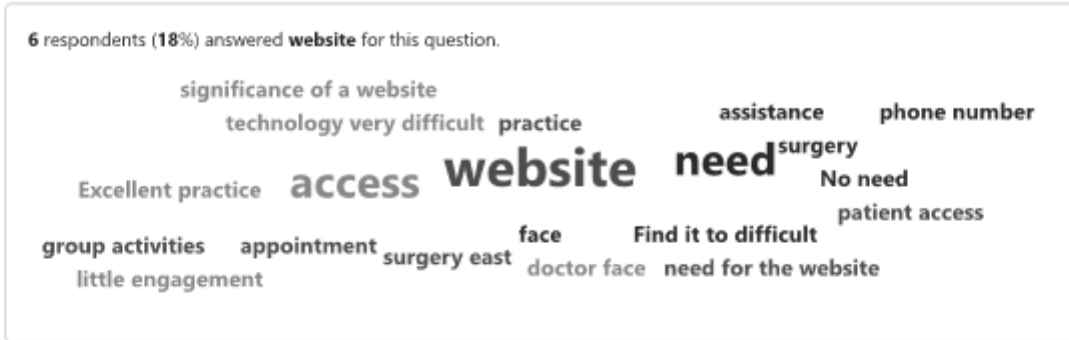 6 respondents (18%) answered website for this question.
significance of a website
assistance phone number
technology very difficult practice
surgery
website need
No need
Excellent practice access
patient access
face Find it to difficult
group activities appointment
surgery east
doctor face need for the website
little engagement